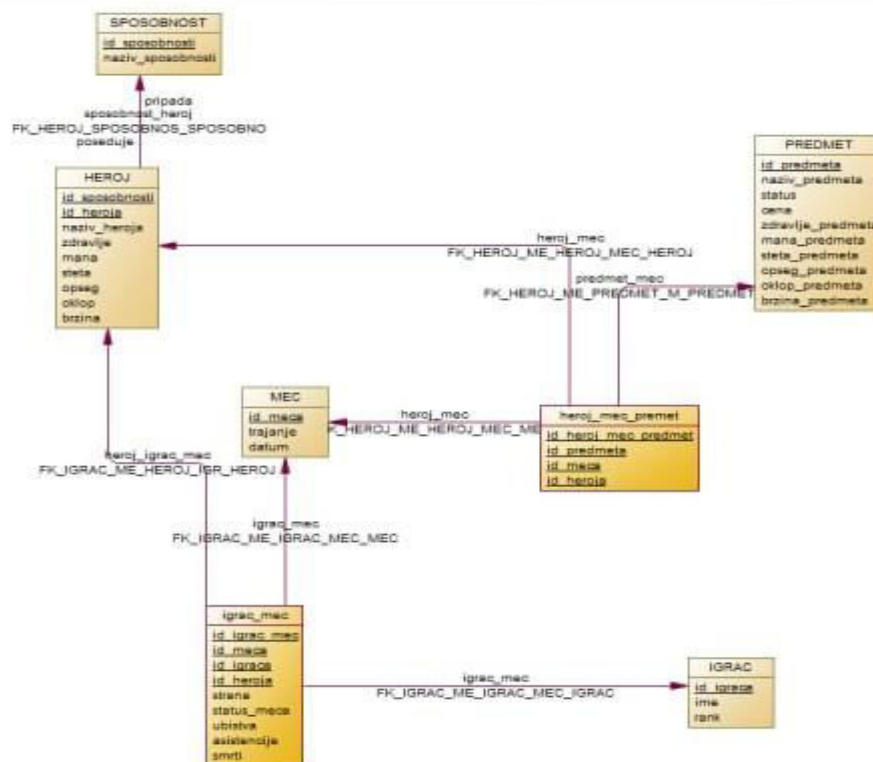 SPOSOBNOST
id_sposobnosti
naziv_sposobnosti
pripada
sposobnost_heroj
FK_HEROJ_SPOSOBNOS_SPOSOBNO
poseduje
HEROJ
id_sposobnosti
id_heroja
naziv_heroja
zdravlje
mana
steta
opseg
oklop
brzina
PREDMET
id_predmeta
naziv_predmeta
status
cena
zdravlje_predmeta
mana_predmeta
steta_predmeta
opseg_predmeta
oklop_predmeta
brzina_predmeta
heroj_mec
FK_HEROJ_ME_HEROJ_MEC_HEROJ
predmet_mec
FK_HEROJ_ME_PREDMET_M_PREDMET
MEC
id_meca
trajanje
datum
heroj_mec
K_HEROJ_ME_HEROJ_MEC_ME
heroj_mec_premet
id_heroj_mec_predmet
id_predmeta
id_meca
id_heroja
heroj_igrac_mec
FK_IGRAC_ME_HEROJ_IGR_HEROJ
igrac_mec
FK_IGRAC_ME_IGRAC_MEC_MEC
igrac_mec
id_igrac_mec
id_meca
id_igraca
id_heroja
strana
status_meca
ubistva
asistencije
smrti
igrac_mec
FK_IGRAC_ME_IGRAC_MEC_IGRAC
IGRAC
id_igraca
ime
rank